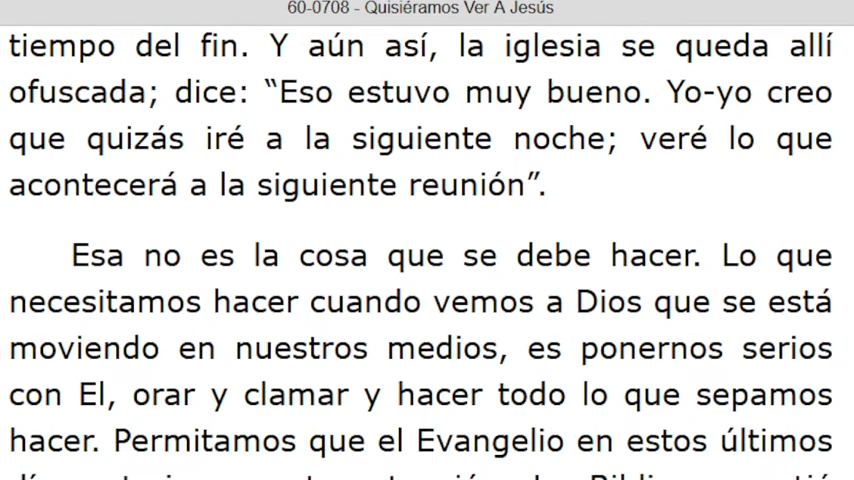 60-0708 - Quisiéramos Ver A Jesús
tiempo del fin. Y aún así, la iglesia se queda allí
ofuscada; dice: “Eso estuvo muy bueno. Yo-yo creo
que quizás iré a la siguiente noche; veré lo que
acontecerá a la siguiente reunión”.
Esa no es la cosa que se debe hacer. Lo que
necesitamos hacer cuando vemos a Dios que se está
moviendo en nuestros medios, es ponernos serios
con El, orar y clamar y hacer todo lo que sepamos
hacer. Permitamos que el Evangelio en estos últimos